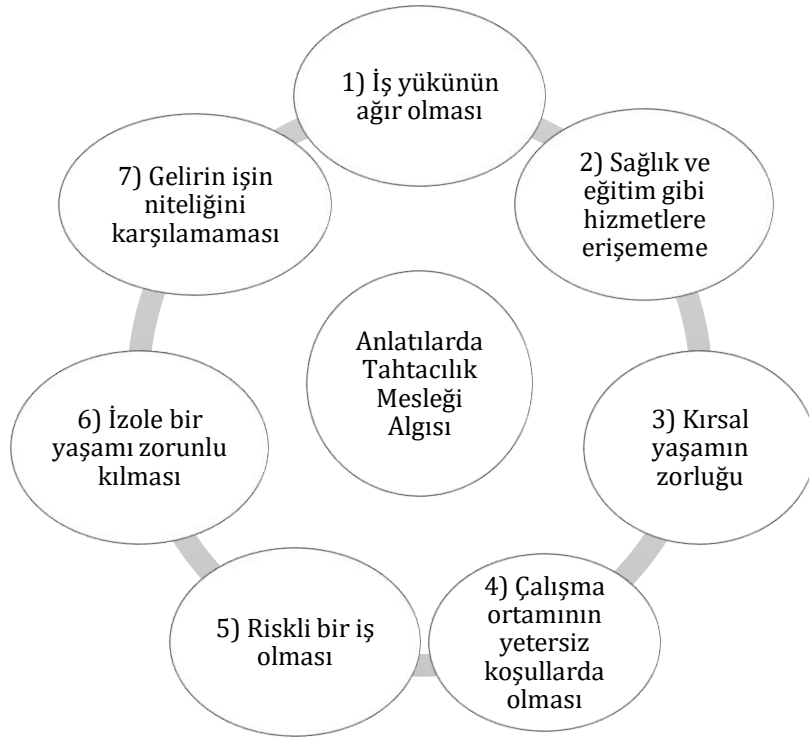 1) İş yükünün
ağır olması
2) Sağlık ve
eğitim gibi
hizmetlere
erişememe
3) Kırsal
yaşamın
zorluğu
4) Çalışma
ortamının
yetersiz
koşullarda
olması
5) Riskli bir iş
olması
6) İzole bir
yaşamı zorunlu
kılması
7) Gelirin işin
niteliğini
karşılamaması
Anlatılarda
Tahtacılık
Mesleği
Algısı